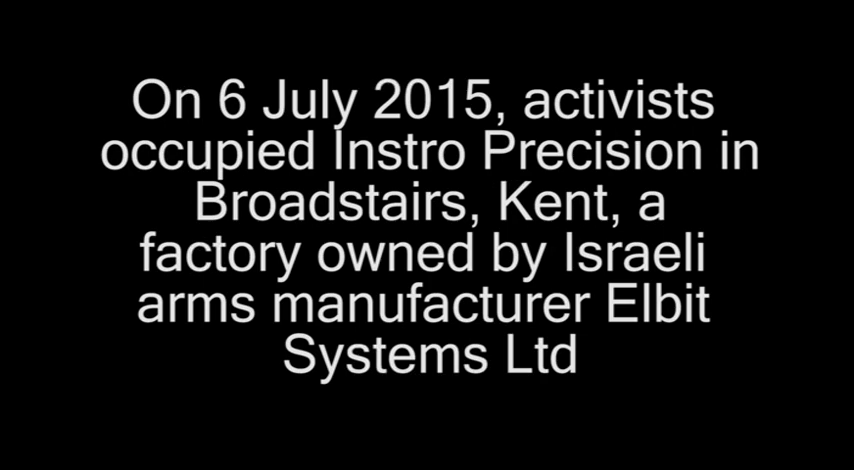 On 6 July 2015, activists
occupied Instro Precision in
Broadstairs, Kent, a
factory owned by Israeli
arms manufacturer Elbit
Systems Ltd